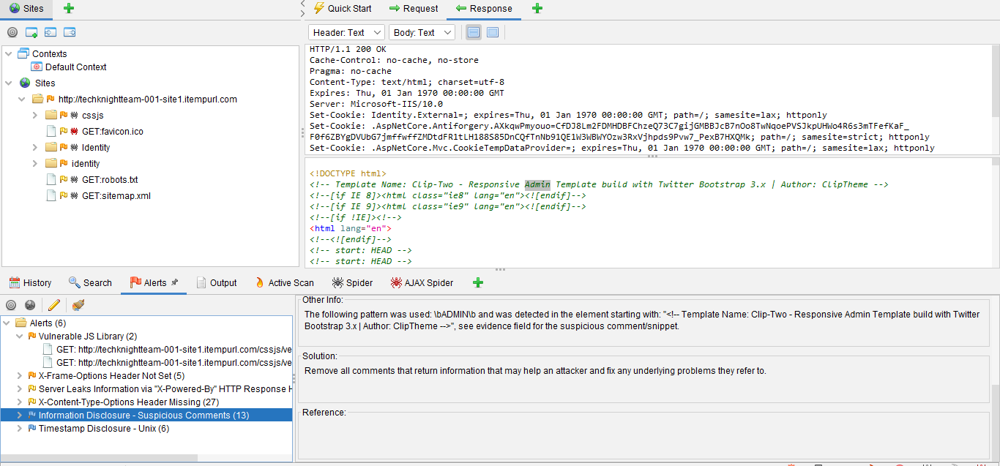 Sites
Quick Start
Request
Response
Header: Text
Body: Text
Contexts
Default Context
Sites
http://techknightteam-001-site1.itempurl.com
cssjs
GET:favicon.ico
Identity
identity
GET:robots.txt
GET:sitemap.xml
HTTP/1.1 200 OK
Cache-Control: no-cache, no-store
Pragma: no-cache
Content-Type: text/html; charset=utf-8
Expires: Thu, 01 Jan 1970 00:00:00 GMT
Server: Microsoft-IIS/10.0
Set-Cookie: Identity.External=; expires=Thu, 01 Jan 1970 00:00:00 GMT; path=/; samesite=lax; httponly
Set-Cookie: .AspNetCore.Antiforgery.AXkqwPmyouo=CfDJ8Lm2FDMHDBFChzeQ73C7gijGMBBJcB7nOo8TwNqoePVSJkpUHWo4R6s3mTFefKaF_
F0f6ZBYgDVUbG7jmffwffZMDtdFR1tLH188S85DnCQfTnNb91QE1W3WBWYOzw3RxVjhpds9Pvw7_PexB7HXQMk; path=/; samesite=strict; httponly
Set-Cookie: .AspNetCore.Mvc.CookieTempDataProvider=; expires=Thu, 01 Jan 1970 00:00:00 GMT; path=/; samesite=lax; httponly
<!DOCTYPE html>
<!-- Template Name: Clip-Two - Responsive Admin Template build with Twitter Bootstrap 3.x | Author: ClipTheme -->
<!--[if IE 8]><html class="ie8" lang="en"><![endif]-->
<!--[if IE 9]><html class="ie9" lang="en"><![endif]-->
<!--[if !IE]><!-->
<html lang="en">
<!--<![endif]-->
<!-- start: HEAD -->
<!-- start: HEAD -->
History
Search
Alerts
Output
Active Scan
Spider
AJAX Spider
Alerts (6)
Vulnerable JS Library (2)
GET: http://techknightteam-001-site1.itempurl.com/cssjs/ve
GET: http://techknightteam-001-site1.itempurl.com/cssjs/ve
X-Frame-Options Header Not Set (5)
Server Leaks Information via "X-Powered-By" HTTP Response H
X-Content-Type-Options Header Missing (27)
Information Disclosure - Suspicious Comments (13)
Timestamp Disclosure - Unix (6)
Other Info:
The following pattern was used: \bADMIN\b and was detected in the element starting with: "<!-- Template Name: Clip-Two - Responsive Admin Template build with Twitter
Bootstrap 3.x | Author: ClipTheme -->", see evidence field for the suspicious comment/snippet.
Solution:
Remove all comments that return information that may help an attacker and fix any underlying problems they refer to.
Reference: